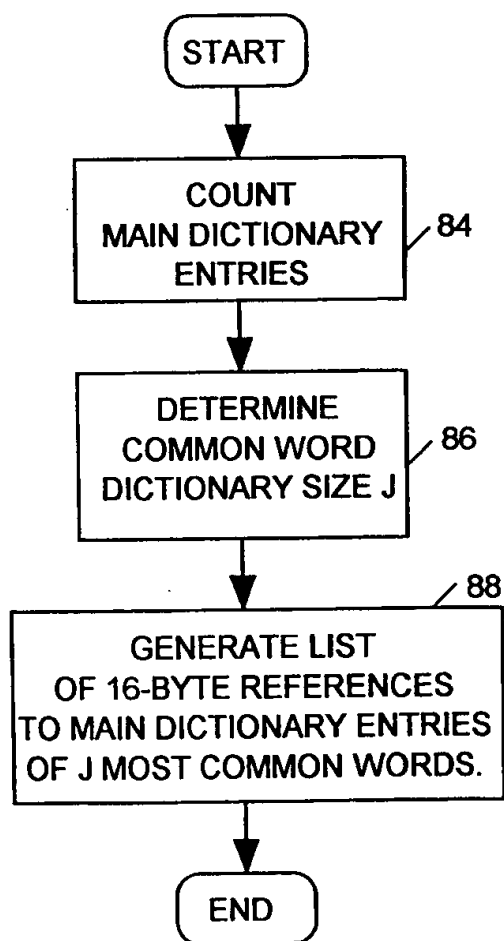 START
COUNT
MAIN DICTIONARY
ENTRIES
84
DETERMINE
COMMON WORD
DICTIONARY SIZE J
86
88
GENERATE LIST
OF 16-BYTE REFERENCES
TO MAIN DICTIONARY ENTRIES
OF J MOST COMMON WORDS.
END